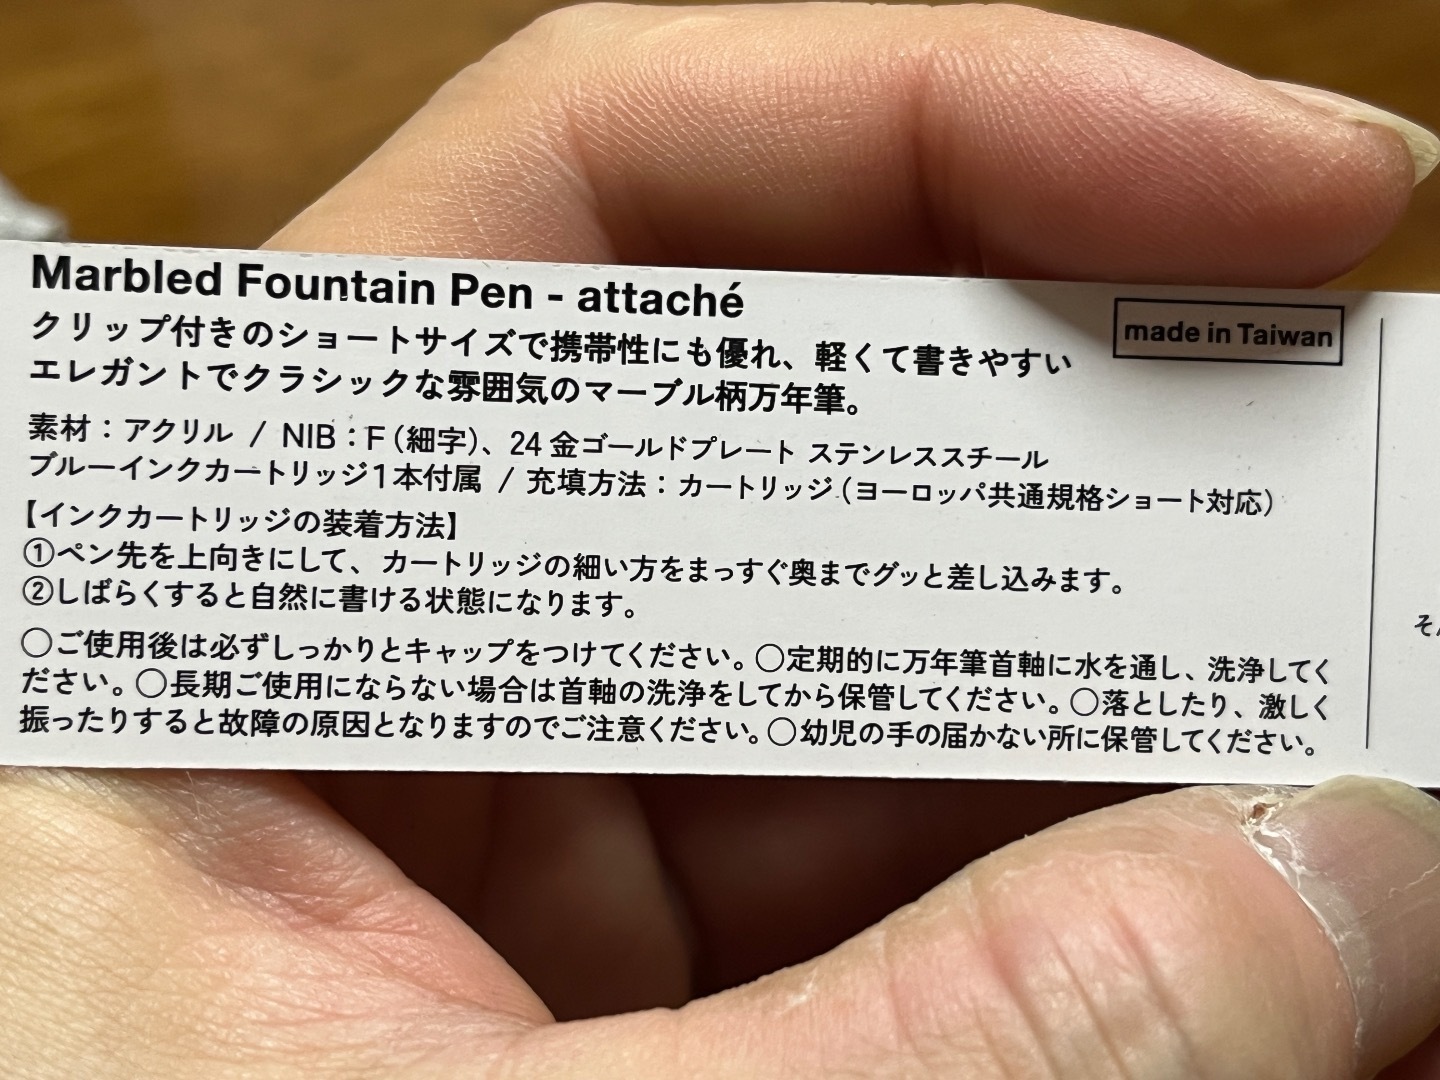 Marbled Fountain Pen - attaché
made in Taiwan
クリップ付きのショートサイズで携帯性にも優れ、軽くて書きやすい
エレガントでクラシックな雰囲気のマーブル柄万年筆。
素材：アクリル / NIB：F（細字）、24金ゴールドプレート ステンレススチール
ブルーインクカートリッジ1本付属 / 充填方法：カートリッジ（ヨーロッパ共通規格ショート対応）
【インクカートリッジの装着方法】
①ペン先を上向きにして、カートリッジの細い方をまっすぐ奥までグッと差し込みます。
②しばらくすると自然に書ける状態になります。
○ご使用後は必ずしっかりとキャップをつけてください。○定期的に万年筆首軸に水を通し、洗浄してく
ださい。○長期ご使用にならない場合は首軸の洗浄をしてから保管してください。○落としたり、激しく
振ったりすると故障の原因となりますのでご注意ください。○幼児の手の届かない所に保管してください。